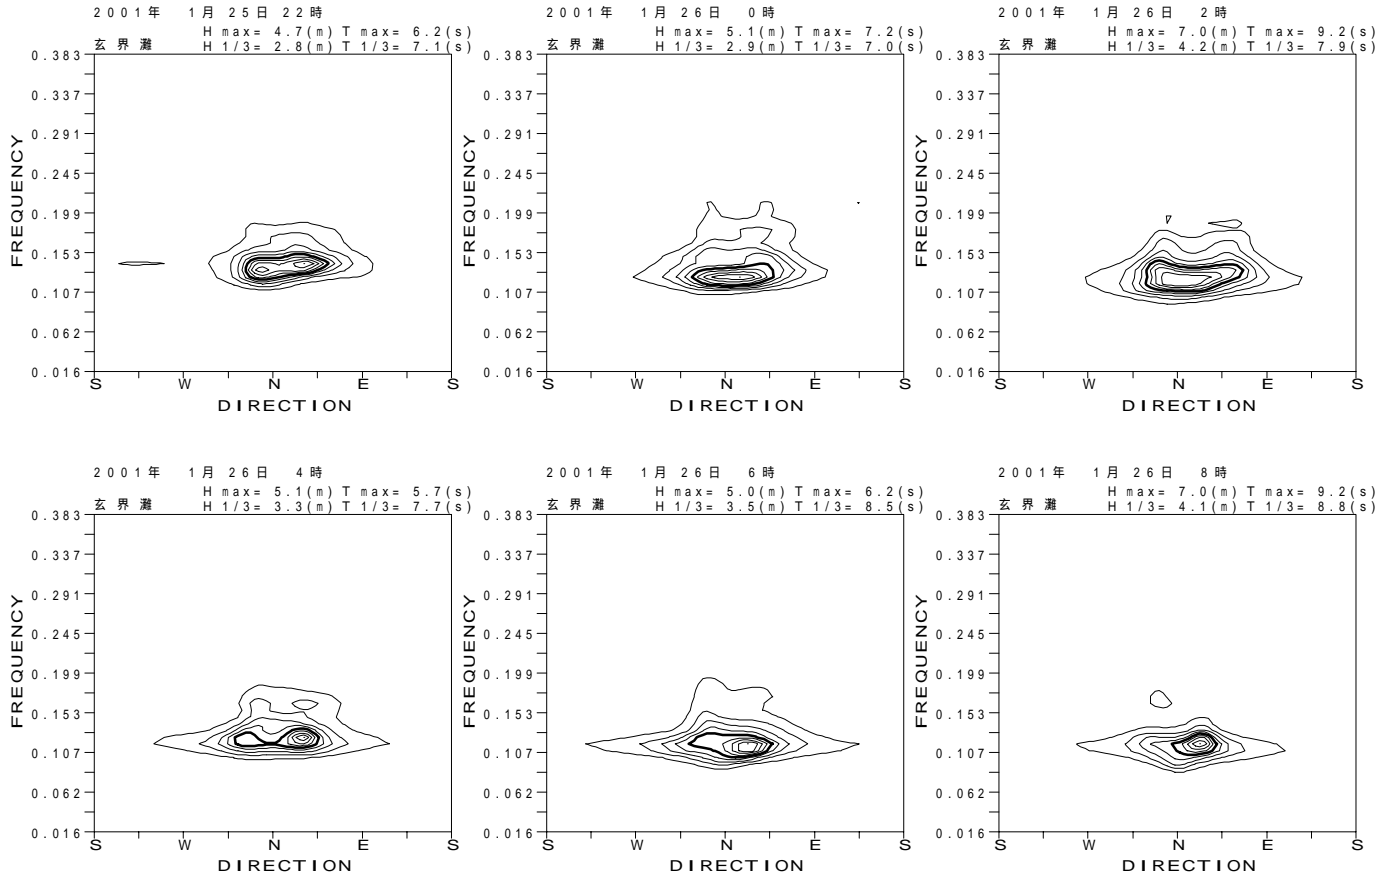 2001年 1月 25日 22時
H max= 4.7(m) T max= 6.2(s)
玄界灘 H 1/3= 2.8(m) T 1/3= 7.1(s)
0.383
0.337
0.291
0.245
0.199
0.153
0.107
0.062
0.016
FREQUENCY
S W N E S
DIRECTION
2001年 1月 26日 0時
H max= 5.1(m) T max= 7.2(s)
玄界灘 H 1/3= 2.9(m) T 1/3= 7.0(s)
0.383
0.337
0.291
0.245
0.199
0.153
0.107
0.062
0.016
FREQUENCY
S W N E S
DIRECTION
2001年 1月 26日 2時
H max= 7.0(m) T max= 9.2(s)
玄界灘 H 1/3= 4.2(m) T 1/3= 7.9(s)
0.383
0.337
0.291
0.245
0.199
0.153
0.107
0.062
0.016
FREQUENCY
S W N E S
DIRECTION
2001年 1月 26日 4時
H max= 5.1(m) T max= 5.7(s)
玄界灘 H 1/3= 3.3(m) T 1/3= 7.7(s)
0.383
0.337
0.291
0.245
0.199
0.153
0.107
0.062
0.016
FREQUENCY
S W N E S
DIRECTION
2001年 1月 26日 6時
H max= 5.0(m) T max= 6.2(s)
玄界灘 H 1/3= 3.5(m) T 1/3= 8.5(s)
0.383
0.337
0.291
0.245
0.199
0.153
0.107
0.062
0.016
FREQUENCY
S W N E S
DIRECTION
2001年 1月 26日 8時
H max= 7.0(m) T max= 9.2(s)
玄界灘 H 1/3= 4.1(m) T 1/3= 8.8(s)
0.383
0.337
0.291
0.245
0.199
0.153
0.107
0.062
0.016
FREQUENCY
S W N E S
DIRECTION